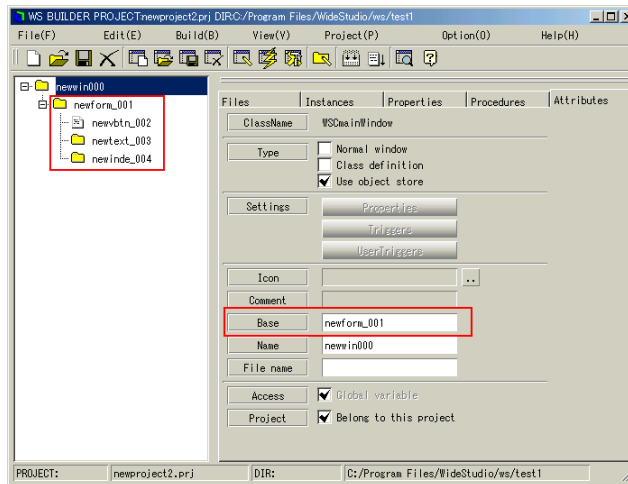 WS BUILDER PROJECT:newproject2.prj DIRC:/Program Files/WideStudio/ws/test1
File(F) Edit(E) Build(B) View(V) Project(P) Option(O) Help(H)
newwin000
newform_001
newvbtn_002
newtext_003
newinde_004
Files Instances Properties Procedures Attributes
ClassName WSCmainWindow
Type Normal window
Class definition
Use object store
Settings Properties
Triggers
UserTriggers
Icon ..
Comment
Base newform_001
Name newwin000
File name
Access Global variable
Project Belong to this project
PROJECT: newproject2.prj DIR: C:/Program Files/WideStudio/ws/test1